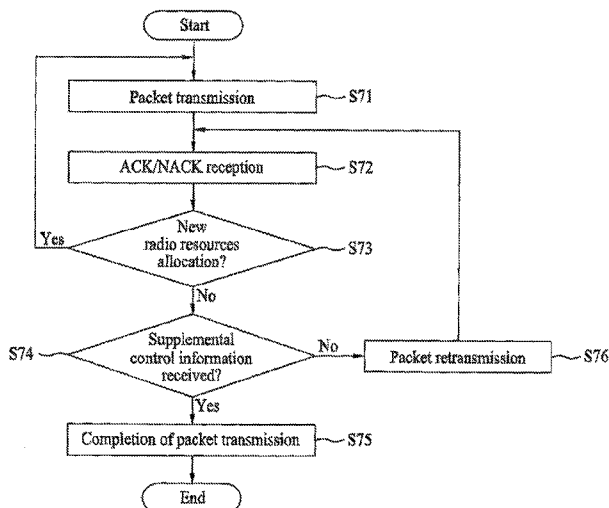 Start
Packet transmission
S71
ACK/NACK reception
S72
New
radio resources
allocation?
S73
Yes
No
S74
Supplemental
control information
received?
No
Packet retransmission
S76
Yes
Completion of packet transmission
S75
End